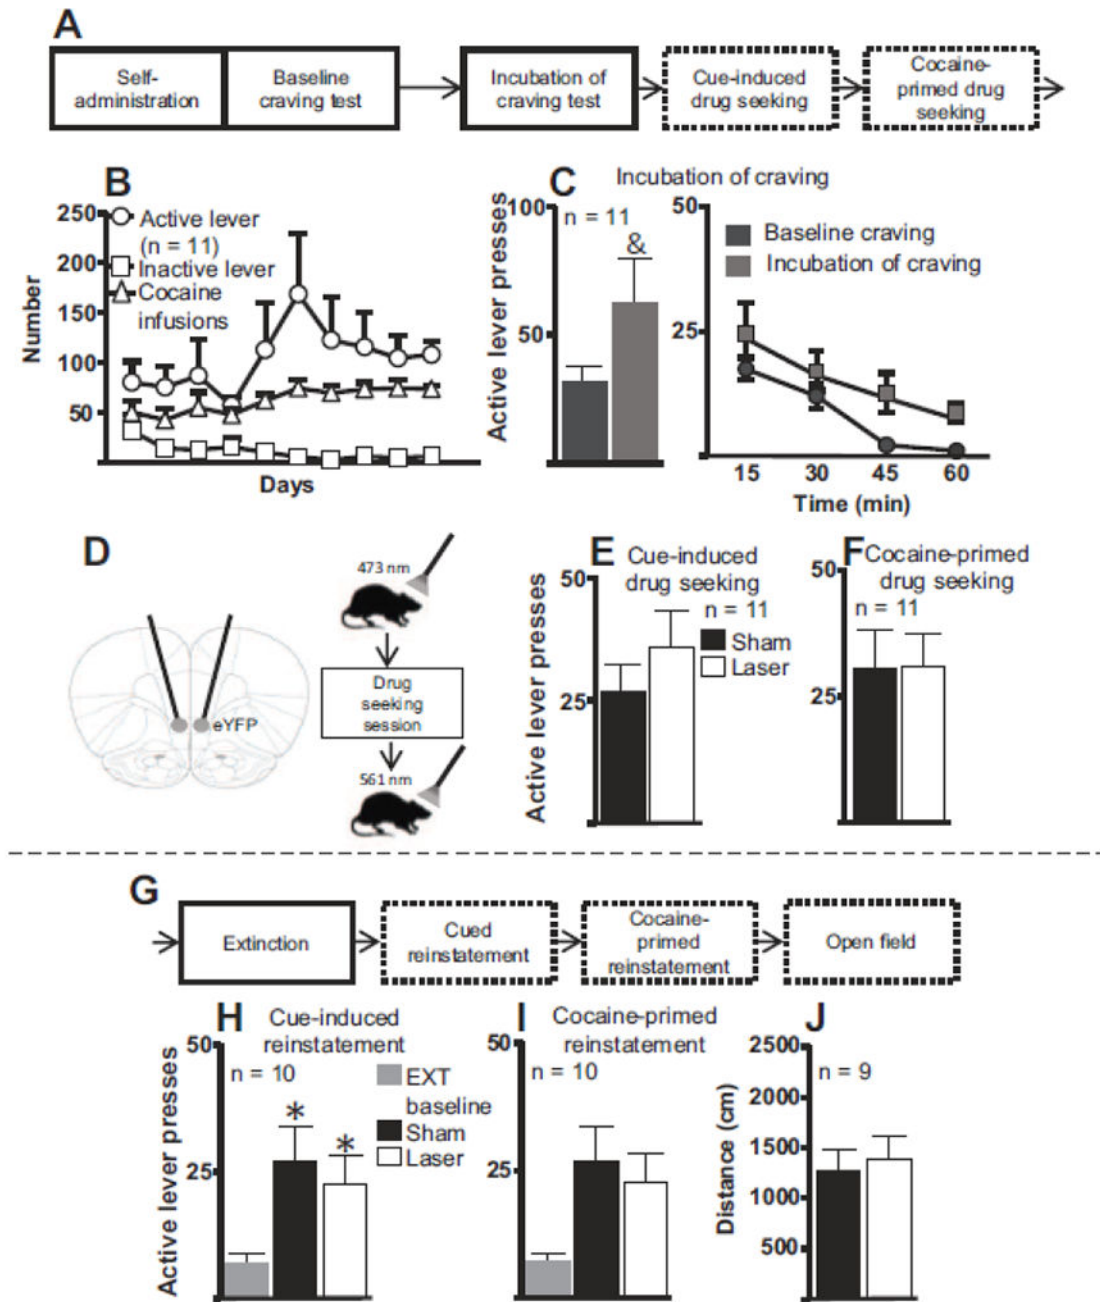 A
Self-
administration
Baseline
craving test
Incubation of
craving test
Cue-induced
drug seeking
Cocaine-
primed drug
seeking
B
250
200
150
100
50
Number
Active lever
(n = 11)
Inactive lever
Cocaine
infusions
Days
C
Incubation of craving
100
50
Active lever presses
n = 11
&
50
25
Baseline craving
Incubation of craving
15 30 45 60
Time (min)
D
eYFP
473 nm
Drug
seeking
session
561 nm
E
Cue-induced
drug seeking
50
25
Active lever presses
n = 11
Sham
Laser
F
Cocaine-primed
drug seeking
50
25
n = 11
G
Extinction
Cued
reinstatement
Cocaine-
primed
reinstatement
Open field
H
Cue-induced
reinstatement
50
25
Active lever presses
n = 10
*
*
EXT
baseline
Sham
Laser
I
Cocaine-primed
reinstatement
50
25
n = 10
J
2500
2000
1500
1000
500
Distance (cm)
n = 9